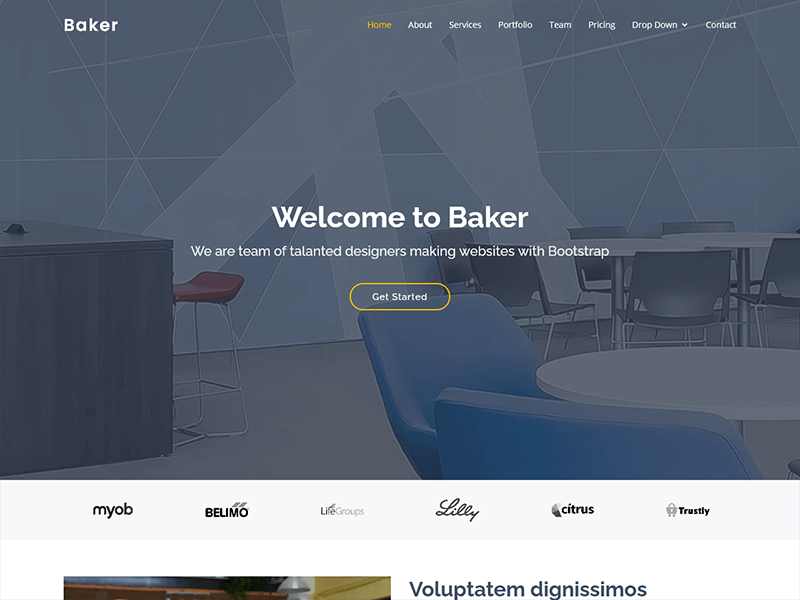 Baker
Home About Services Portfolio Team Pricing Drop Down Contact
Welcome to Baker
We are team of talanted designers making websites with Bootstrap
Get Started
myob BELIMO LifeGroups Lilly citrus Trustly
Voluptatem dignissimos